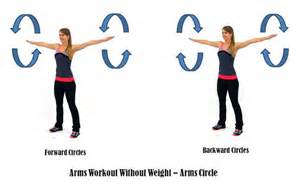 Forward Circles
Backward Circles
Arms Workout Without Weight – Arms Circle